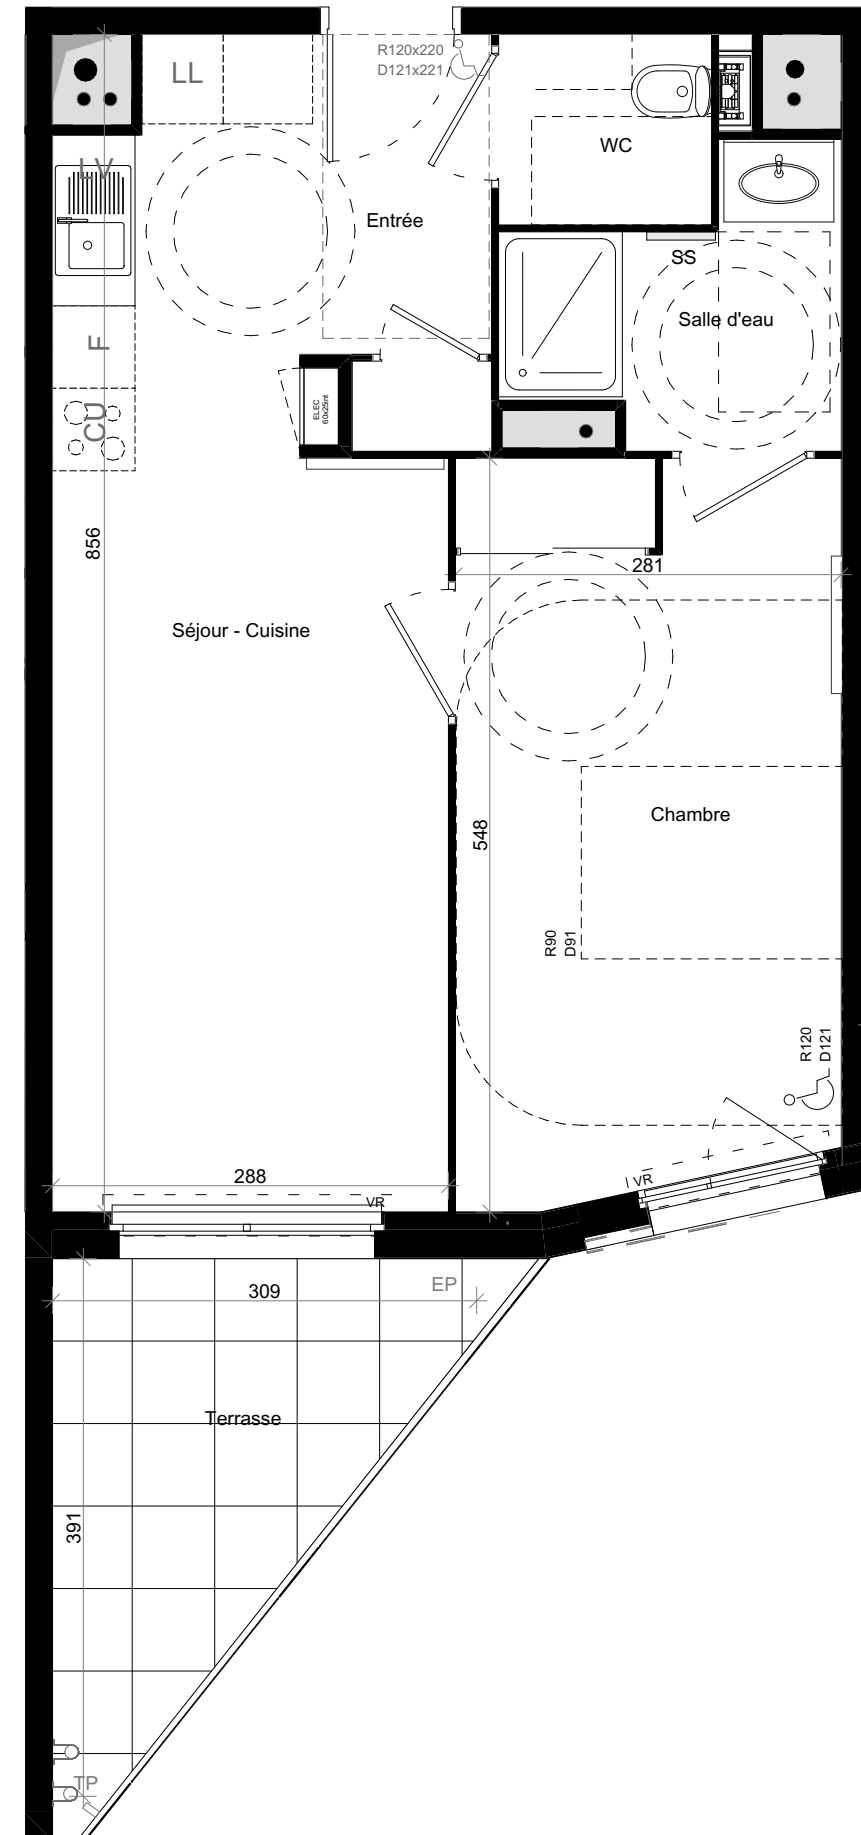 R120x220
D121x221
LL
WC
LV
Entrée
SS
Salle d'eau
F
ELEC
60x25int
CU
856
281
Séjour - Cuisine
Chambre
548
R90
D91
R120
D121
288
VR
VR
309
EP
Terrasse
391
TP